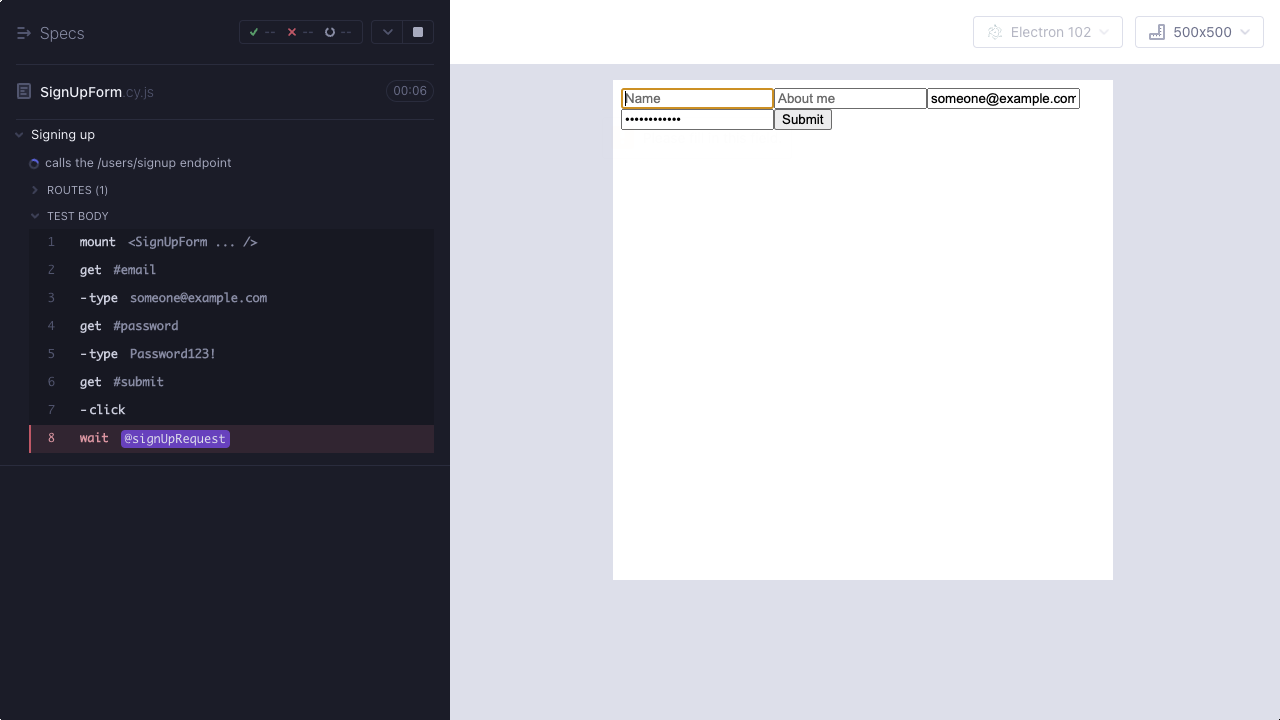 Specs
-- -- --
SignUpForm.cy.js 00:06
Signing up
calls the /users/signup endpoint
ROUTES (1)
TEST BODY
1 mount <SignUpForm ... />
2 get #email
3 -type someone@example.com
4 get #password
5 -type Password123!
6 get #submit
7 -click
8 wait @signUpRequest
Electron 102 500x500
Name About me someone@example.com
•••••••••••• Submit